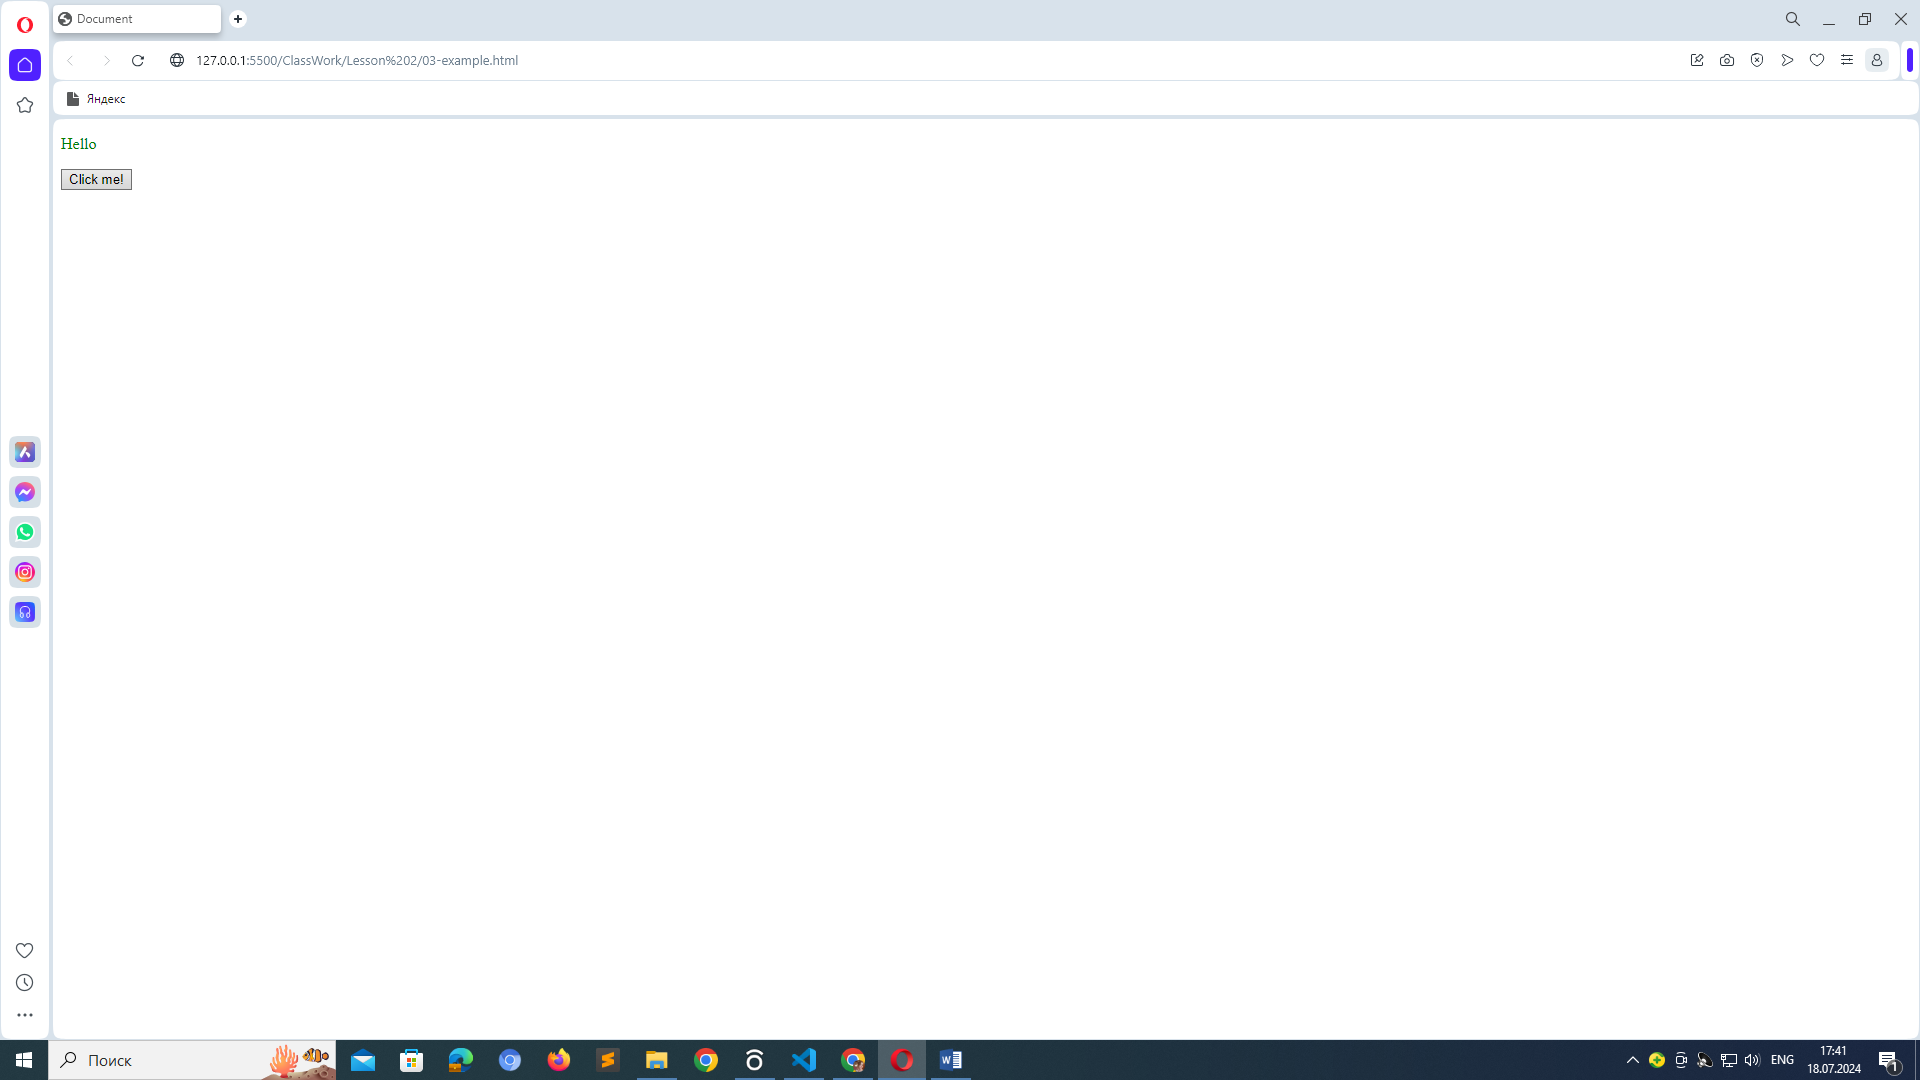 Document
127.0.0.1:5500/ClassWork/Lesson%202/03-example.html
Яндекс
Hello
Click me!
Поиск
ENG
17:41
18.07.2024
1